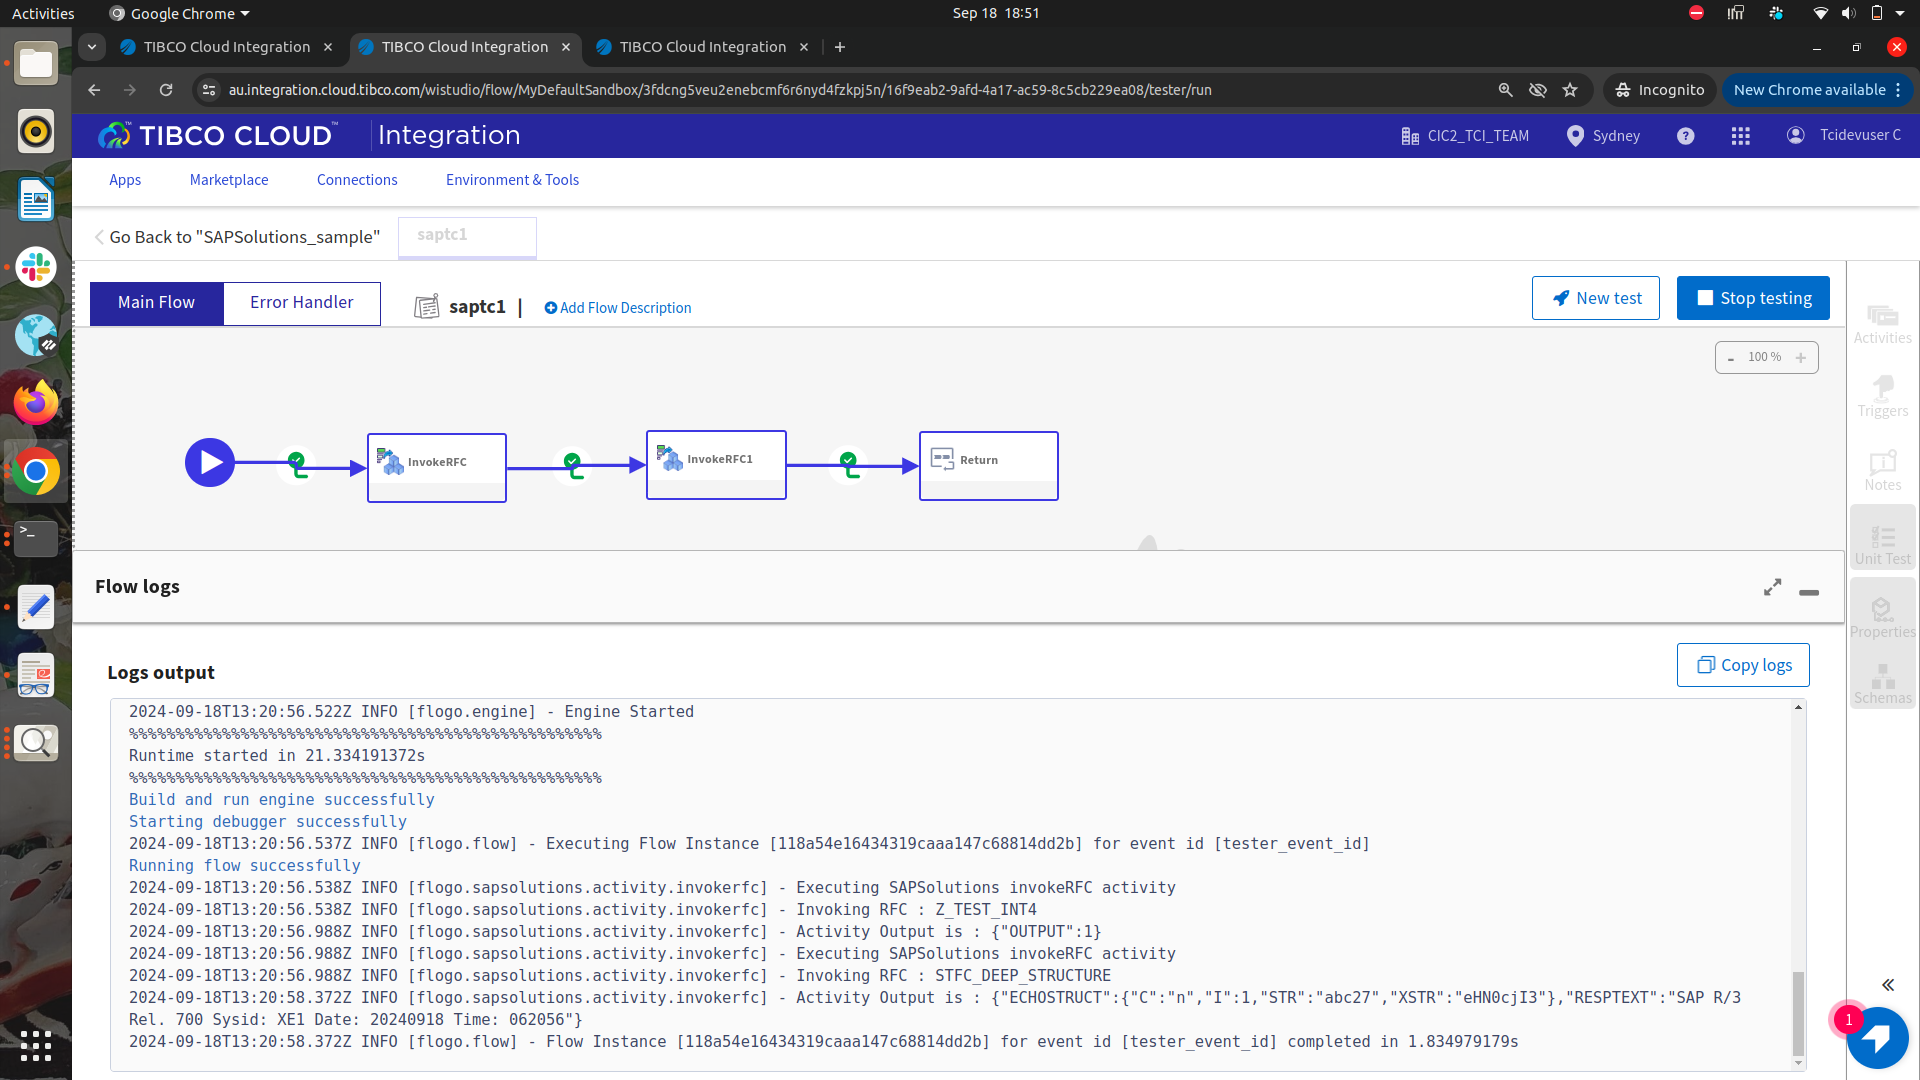 Activities
Google Chrome
Sep 18 18:51
TIBCO Cloud Integration
TIBCO Cloud Integration
TIBCO Cloud Integration
au.integration.cloud.tibco.com/wistudio/flow/MyDefaultSandbox/3fdcng5veu2enebcmf6r6nyd4fzkpj5n/16f9eab2-9afd-4a17-ac59-8c5cb229ea08/tester/run
Incognito
New Chrome available
TIBCO CLOUD™ Integration
CIC2_TCI_TEAM
Sydney
Tcidevuser C
Apps
Marketplace
Connections
Environment & Tools
Go Back to "SAPSolutions_sample"
saptc1
Main Flow
Error Handler
saptc1 |
Add Flow Description
New test
Stop testing
- 100 % +
Activities
Triggers
Notes
Unit Test
Properties
Schemas
InvokeRFC
InvokeRFC1
Return
Flow logs
Logs output
Copy logs
2024-09-18T13:20:56.522Z INFO [flogo.engine] - Engine Started
%%%%%%%%%%%%%%%%%%%%%%%%%%%%%%%%%%%%%%%%%%%%%%%%%%%
Runtime started in 21.334191372s
%%%%%%%%%%%%%%%%%%%%%%%%%%%%%%%%%%%%%%%%%%%%%%%%%%%
Build and run engine successfully
Starting debugger successfully
2024-09-18T13:20:56.537Z INFO [flogo.flow] - Executing Flow Instance [118a54e16434319caaa147c68814dd2b] for event id [tester_event_id]
Running flow successfully
2024-09-18T13:20:56.538Z INFO [flogo.sapsolutions.activity.invokerfc] - Executing SAPSolutions invokeRFC activity
2024-09-18T13:20:56.538Z INFO [flogo.sapsolutions.activity.invokerfc] - Invoking RFC : Z_TEST_INT4
2024-09-18T13:20:56.988Z INFO [flogo.sapsolutions.activity.invokerfc] - Activity Output is : {"OUTPUT":1}
2024-09-18T13:20:56.988Z INFO [flogo.sapsolutions.activity.invokerfc] - Executing SAPSolutions invokeRFC activity
2024-09-18T13:20:56.988Z INFO [flogo.sapsolutions.activity.invokerfc] - Invoking RFC : STFC_DEEP_STRUCTURE
2024-09-18T13:20:58.372Z INFO [flogo.sapsolutions.activity.invokerfc] - Activity Output is : {"ECHOSTRUCT":{"C":"n","I":1,"STR":"abc27","XSTR":"eHN0cjI3"},"RESPTEXT":"SAP R/3
Rel. 700 Sysid: XE1 Date: 20240918 Time: 062056"}
2024-09-18T13:20:58.372Z INFO [flogo.flow] - Flow Instance [118a54e16434319caaa147c68814dd2b] for event id [tester_event_id] completed in 1.834979179s
1